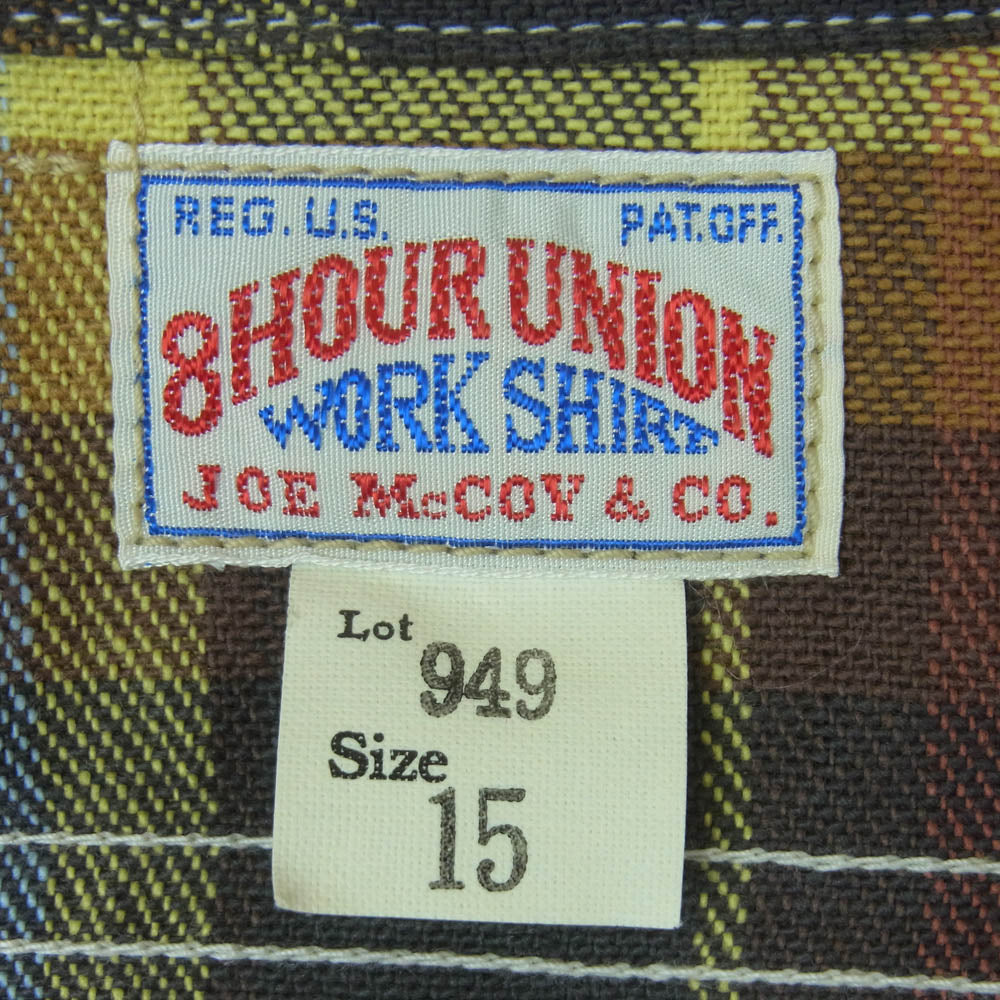 REG. U.S. PAT.OFF.
8 HOUR UNION
WORK SHIRT
JOE McCOY & CO.
Lot
949
Size
15